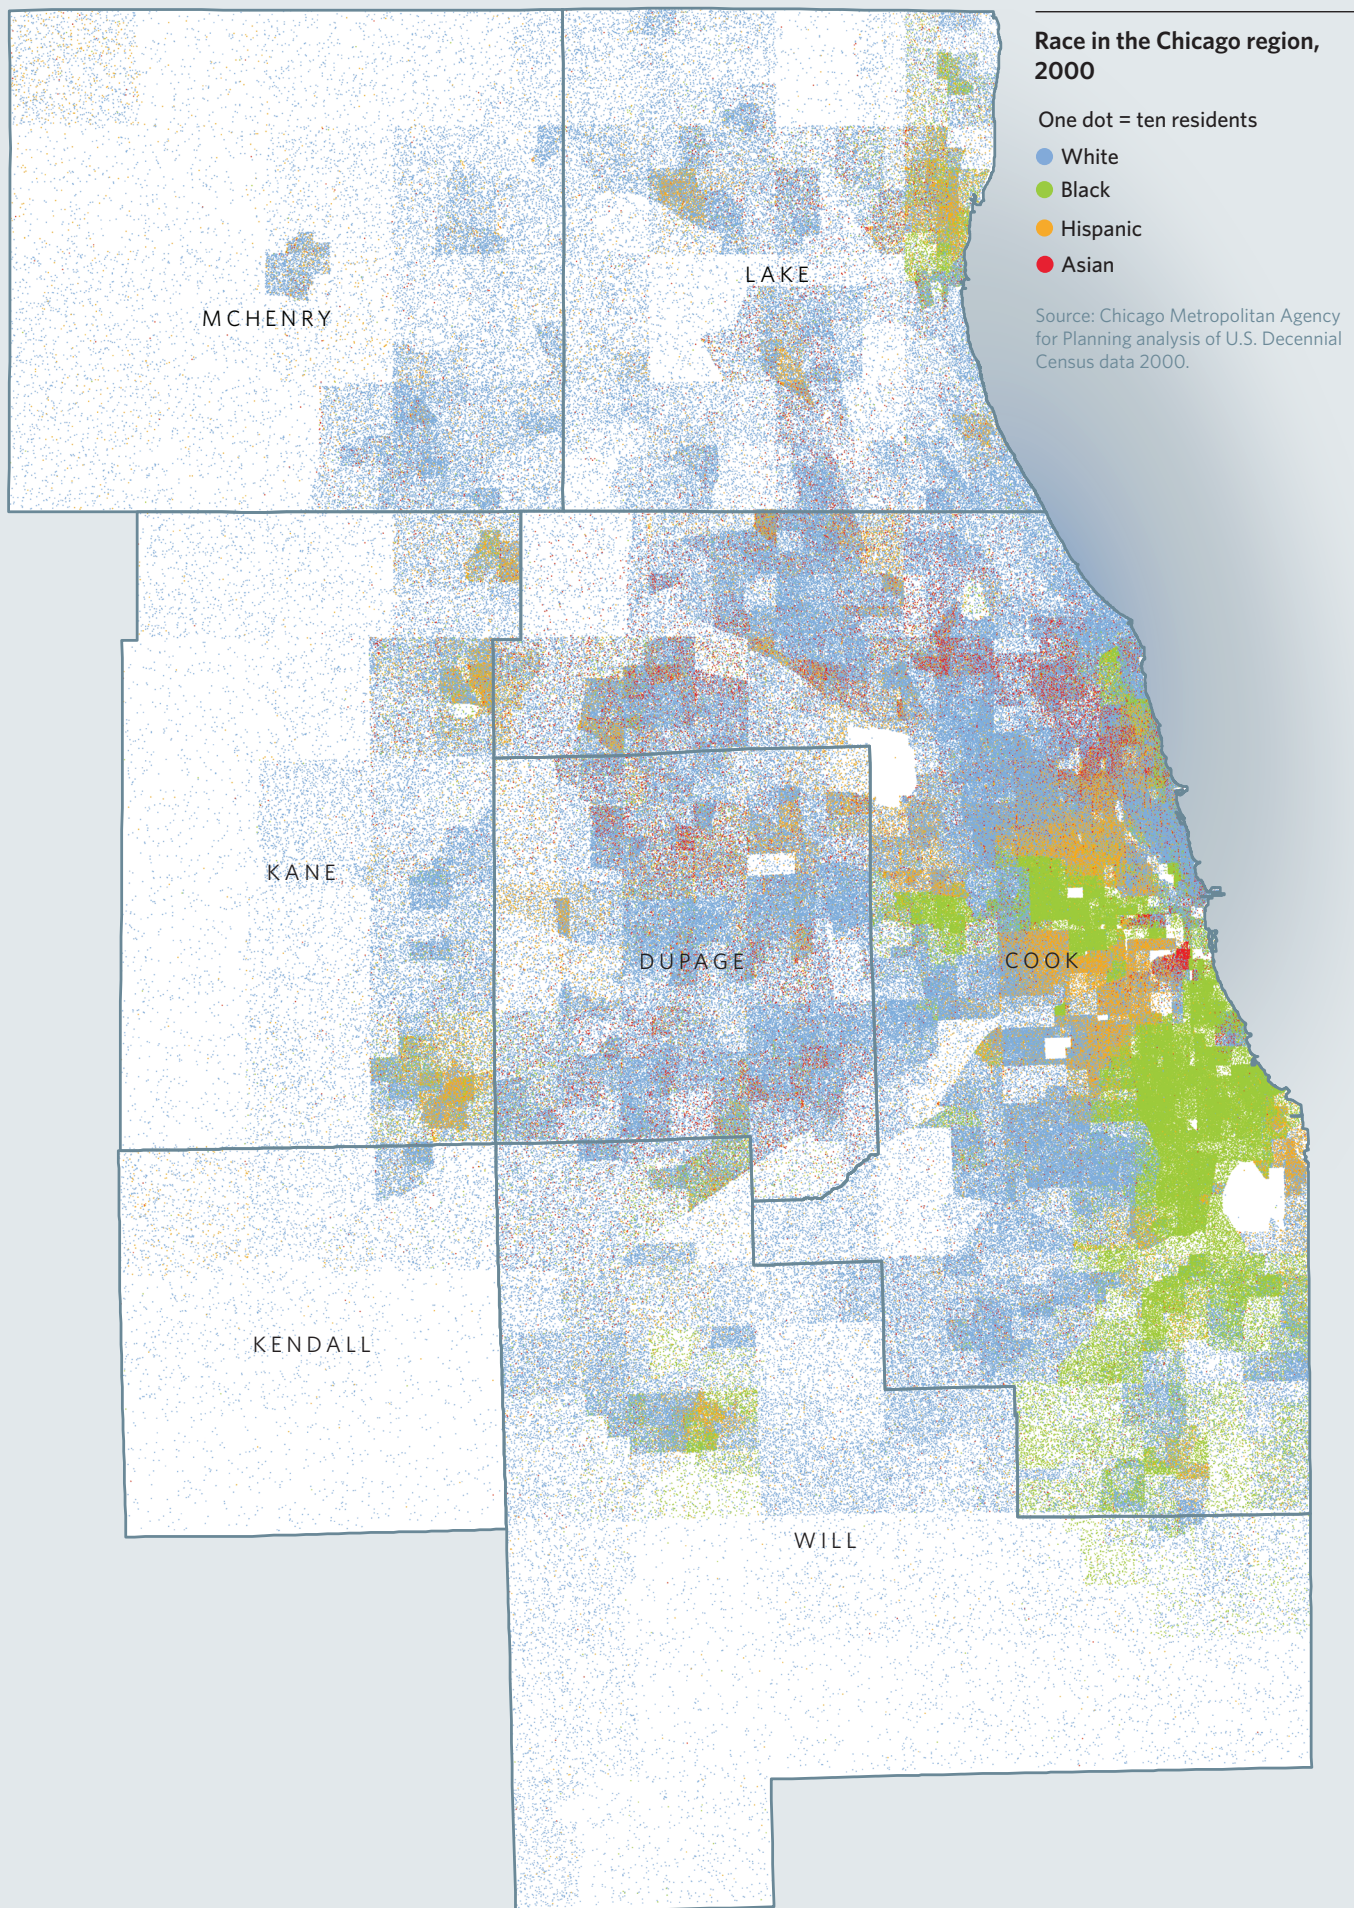 Race in the Chicago region,
2000
One dot = ten residents
White
Black
Hispanic
Asian
Source: Chicago Metropolitan Agency
for Planning analysis of U.S. Decennial
Census data 2000.
LAKE
MCHENRY
KANE
DUPAGE
COOK
KENDALL
WILL